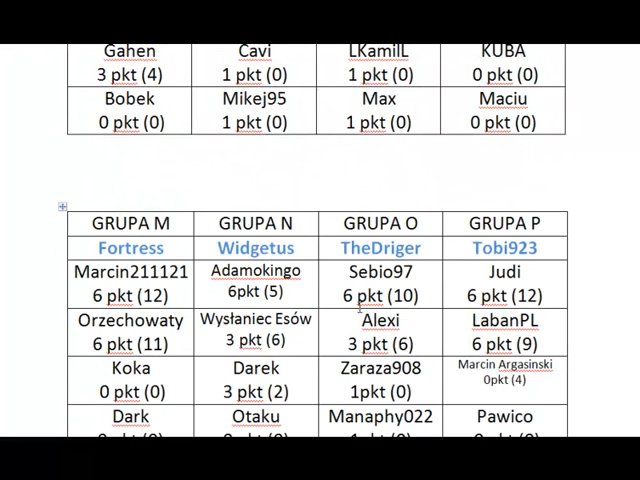 Gahen Cavi LKamilL KUBA
3 pkt (4) 1 pkt (0) 1 pkt (0) 0 pkt (0)
Bobek Mikej95 Max Maciu
0 pkt (0) 1 pkt (0) 1 pkt (0) 0 pkt (0)
GRUPA M GRUPA N GRUPA O GRUPA P
Fortress Widgetus TheDriger Tobi923
Marcin211121 Adamokingo Sebio97 Judi
6 pkt (12) 6pkt (5) 6 pkt (10) 6 pkt (12)
Orzechowaty Wysłaniec Esów Alexi LabanPL
6 pkt (11) 3 pkt (6) 3 pkt (6) 6 pkt (9)
Koka Darek Zaraza908 Marcin Argasinski
0 pkt (0) 3 pkt (2) 1pkt (0) 0pkt (4)
Dark Otaku Manaphy022 Pawico